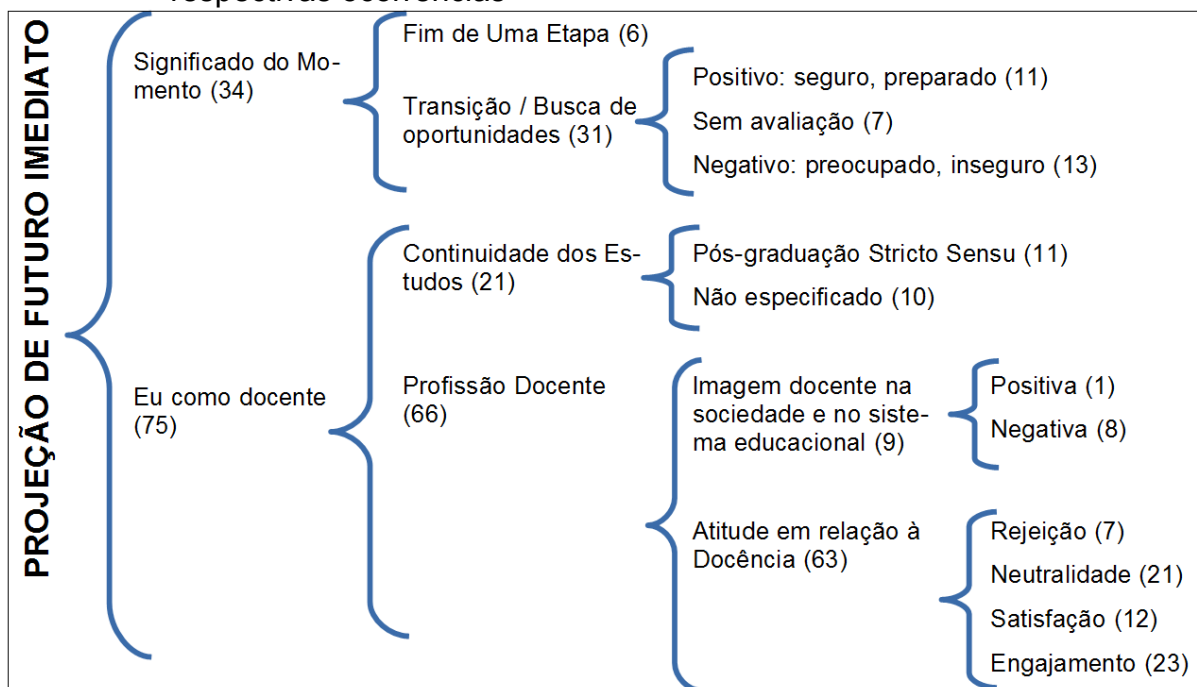 respectivas ocorrências
PROJEÇÃO DE FUTURO IMEDIATO
Significado do Mo-
mento (34)
Fim de Uma Etapa (6)
Transição / Busca de
oportunidades (31)
Positivo: seguro, preparado (11)
Sem avaliação (7)
Negativo: preocupado, inseguro (13)
Eu como docente
(75)
Continuidade dos Es-
tudos (21)
Pós-graduação Stricto Sensu (11)
Não especificado (10)
Profissão Docente
(66)
Imagem docente na
sociedade e no siste-
ma educacional (9)
Positiva (1)
Negativa (8)
Atitude em relação à
Docência (63)
Rejeição (7)
Neutralidade (21)
Satisfação (12)
Engajamento (23)